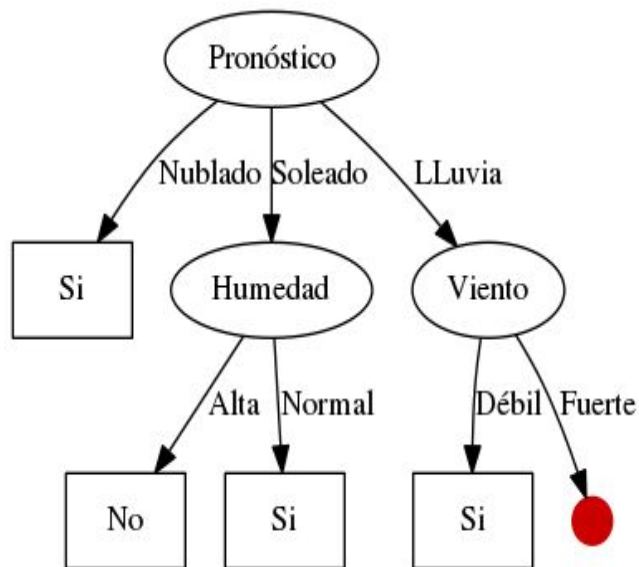 Pronóstico
Nublado Soleado LLuvia
Si Humedad Viento
Alta Normal Débil Fuerte
No Si Si